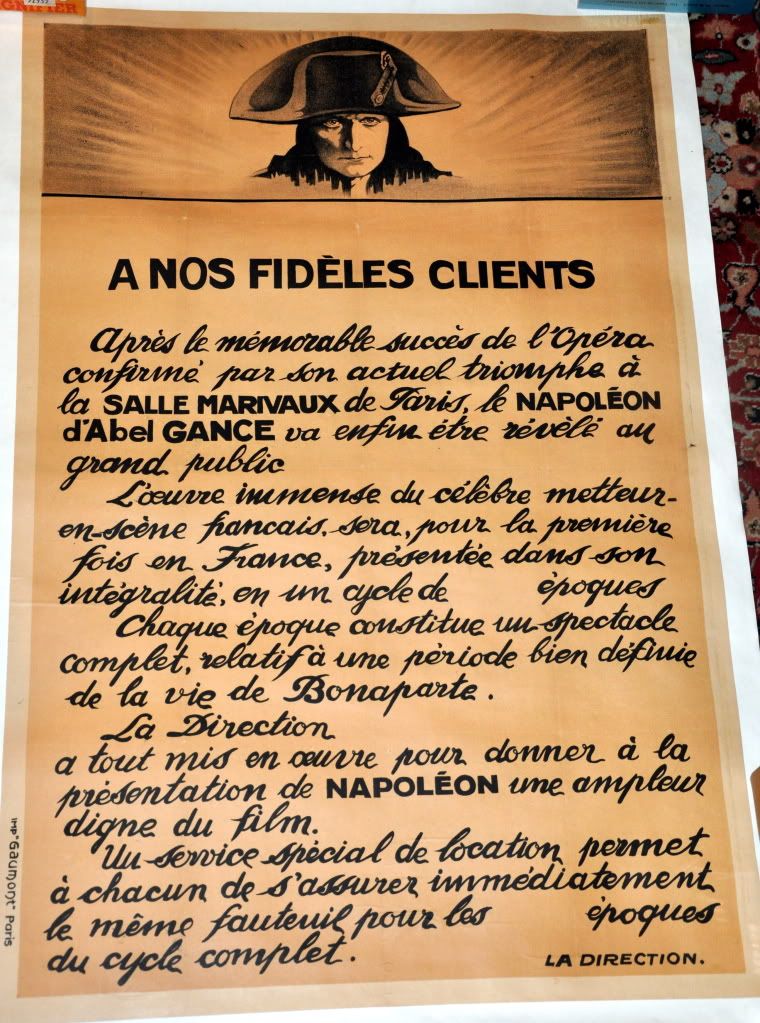 A NOS FIDÈLES CLIENTS
Après le mémorable succès de l'Opéra
confirmé par son actuel triomphe à
la SALLE MARIVAUX de Paris, le NAPOLÉON
d'Abel GANCE va enfin être révélé au
grand public
L'œuvre immense du célèbre metteur-
en-scène francais, sera, pour la première
fois en France, présentée dans son
intégralité, en un cycle de époques
Chaque époque constitue un spectacle
complet, relatif à une période bien définie
de la vie de Bonaparte.
La Direction
a tout mis en œuvre pour donner à la
présentation de NAPOLÉON une ampleur
digne du film.
Un service spécial de location permet
à chacun de s'assurer immédiatement
le même fauteuil pour les époques
du cycle complet.
LA DIRECTION.
IMP "Gaumont" Paris